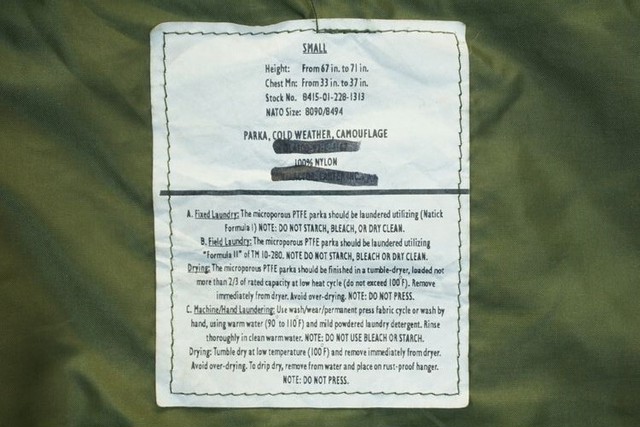 SMALL
Height: From 67 in. to 71 in.
Chest Mn: From 33 in. to 37 in.
Stock No. 8415-01-228-1313
NATO Size: 8090/8494
PARKA, COLD WEATHER, CAMOUFLAGE
100% NYLON
A. Fixed Laundry: The microporous PTFE parka should be laundered utilizing (Natick
Formula I) NOTE: DO NOT STARCH, BLEACH, OR DRY CLEAN.
B. Field Laundry: The microporous PTFE parka should be laundered utilizing
"Formula II" of TM 10-280. NOTE DO NOT STARCH, BLEACH, OR DAY CLEAN.
Drying: The microporous PTFE parka should be finished in a tumble-dryer, loaded not
more than 2/3 of rated capacity at low heat cycle (do not exceed 100 F). Remove
immediately from dryer. Avoid over-drying. NOTE: DO NOT PRESS.
C. Machine/Hand Laundering: Use wash/wear/permanent press fabric cycle or wash by
hand, using warm water (90 to 110 F) and mild powdered laundry detergent. Rinse
thoroughly in clean warm water. NOTE: DO NOT USE BLEACH OR STARCH.
Drying: Tumble dry at low temperature (100 F) and remove immediately from dryer.
Avoid over-drying. To drip dry, remove from water and place on rust-proof hanger.
NOTE: DO NOT PRESS.